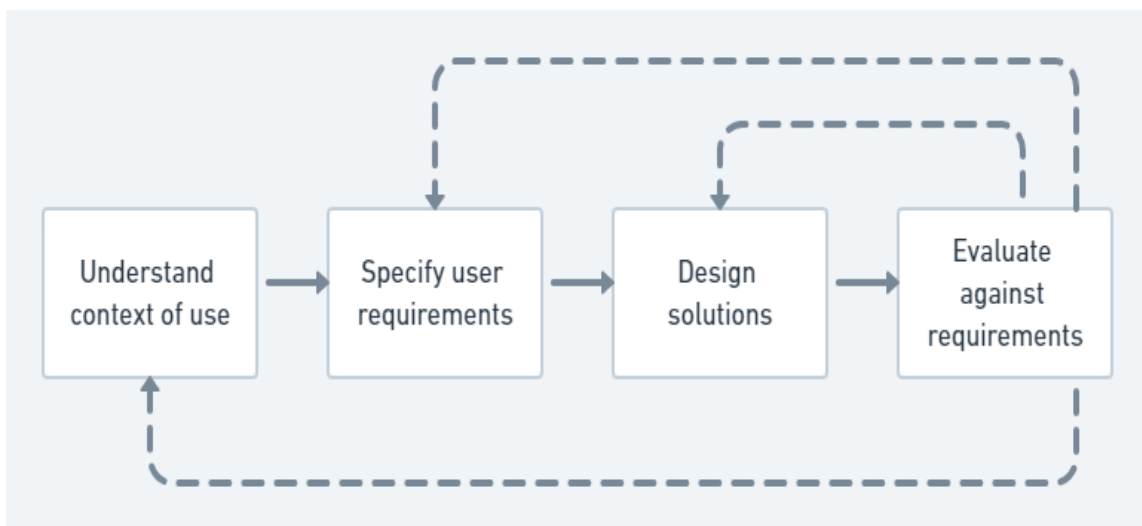 Understand
context of use
Specify user
requirements
Design
solutions
Evaluate
against
requirements